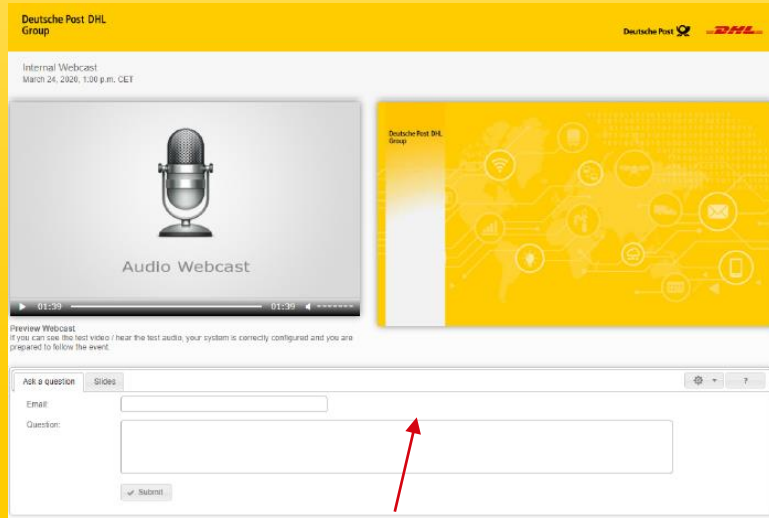 Deutsche Post DHL
Group
Deutsche Post
DHL
Internal Webcast
March 24, 2020, 1:00 p.m. CET
Audio Webcast
01:39
01:39
Deutsche Post DHL
Group
Preview Webcast
If you can see the test video / hear the test audio, your system is correctly configured and you are
prepared to follow the event.
Ask a question
Slides
?
Email:
Question:
Submit